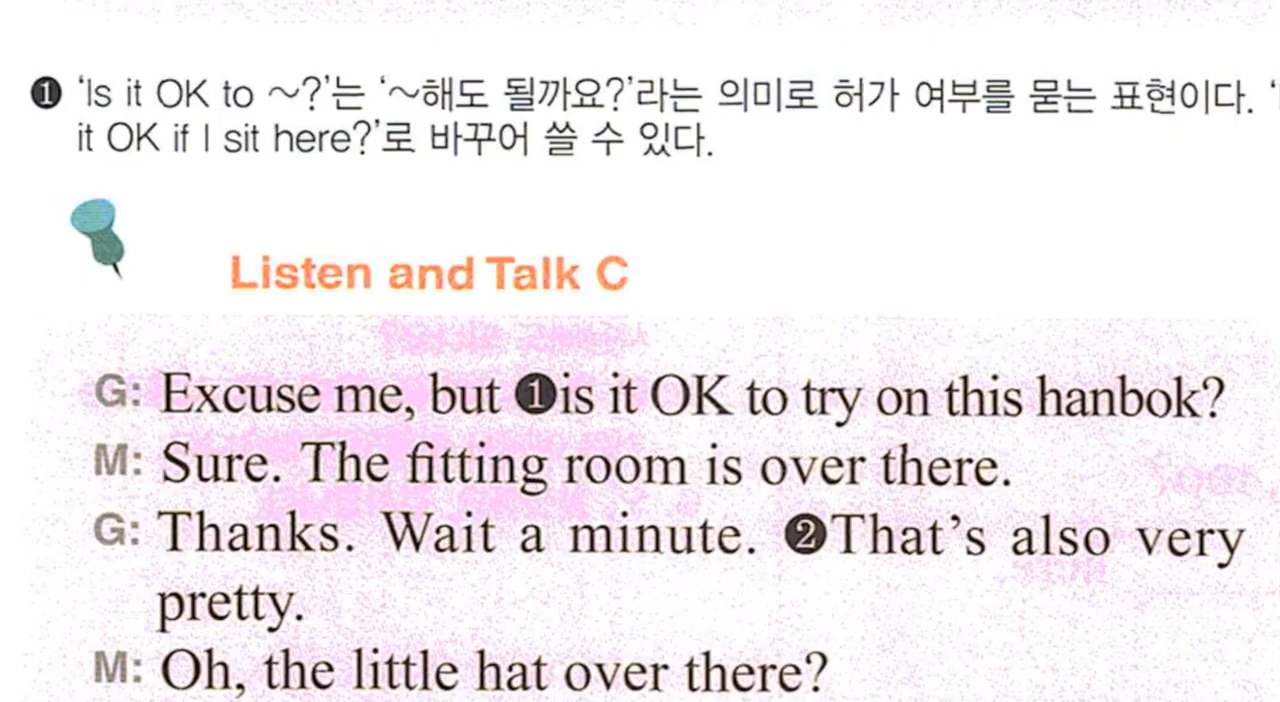 ❶ ‘Is it OK to ～?’는 ‘～해도 될까요?’라는 의미로 허가 여부를 묻는 표현이다. ‘
it OK if I sit here?’로 바꾸어 쓸 수 있다.
Listen and Talk C
G: Excuse me, but ❶is it OK to try on this hanbok?
M: Sure. The fitting room is over there.
G: Thanks. Wait a minute. ❷That’s also very
pretty.
M: Oh, the little hat over there?